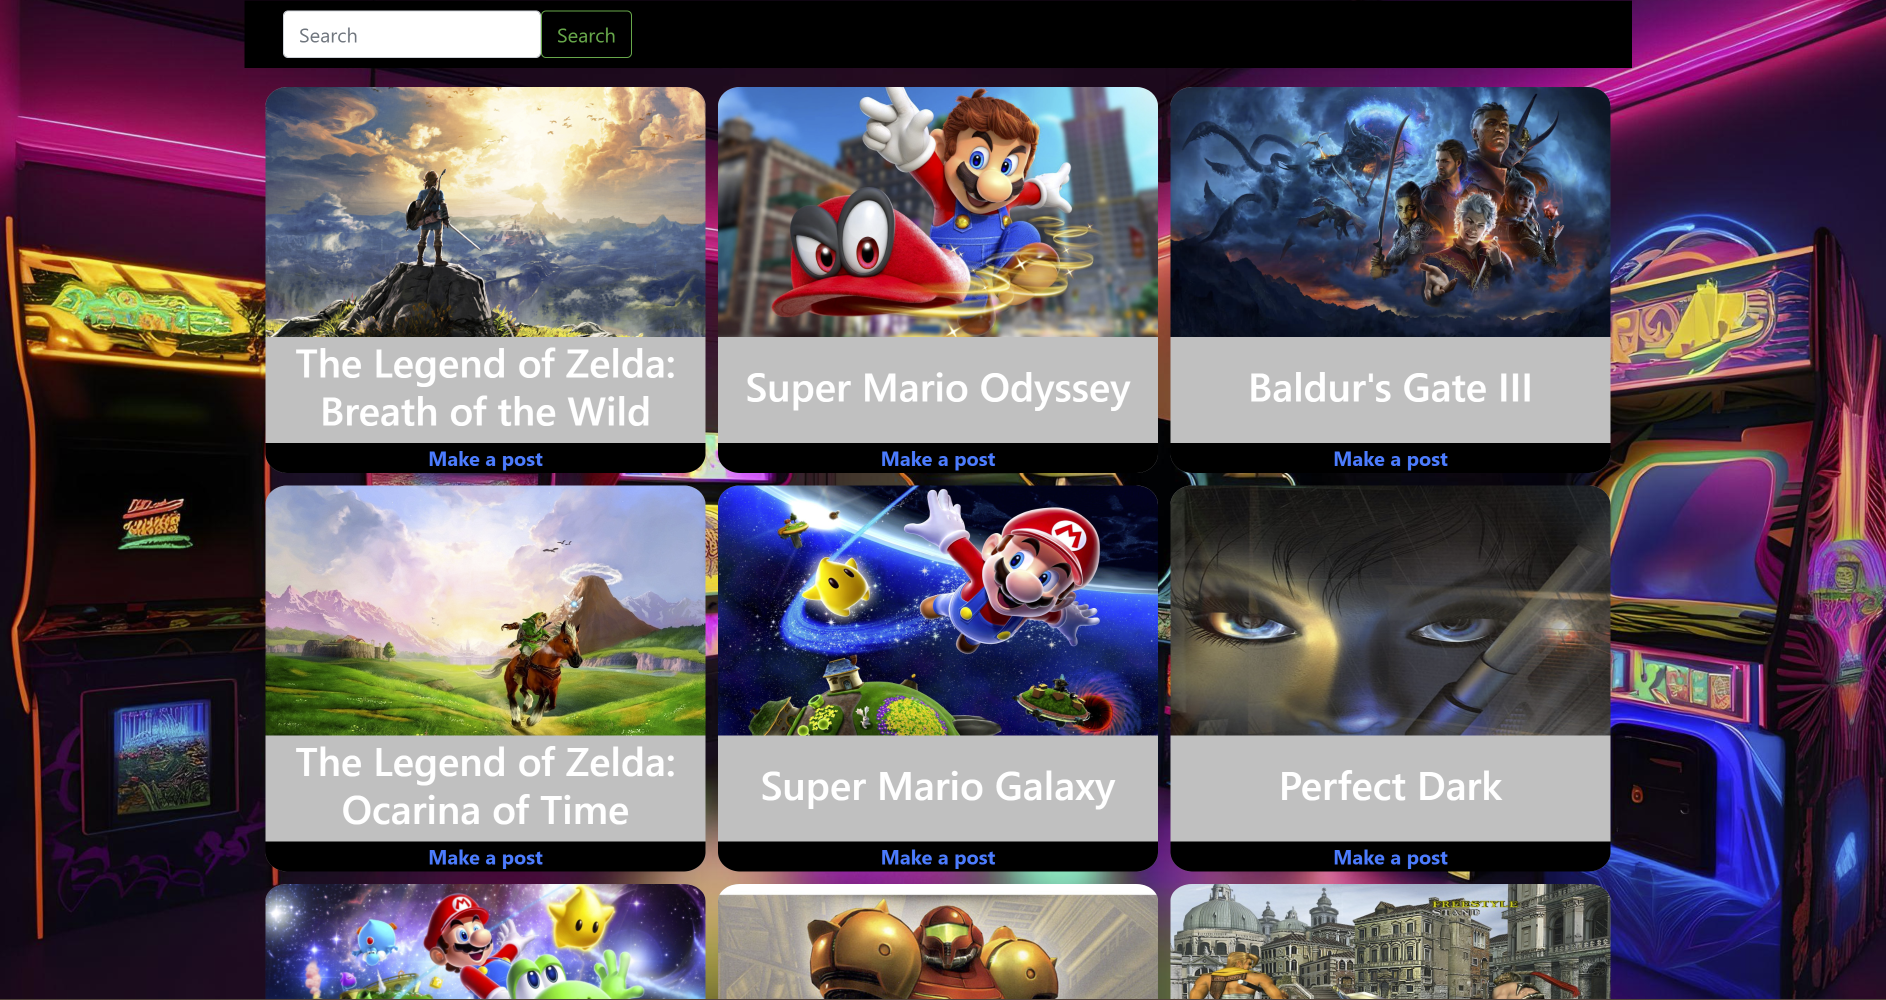 Search Search
The Legend of Zelda:
Breath of the Wild
Super Mario Odyssey
Baldur's Gate III
Make a post
Make a post
Make a post
The Legend of Zelda:
Ocarina of Time
Super Mario Galaxy
Perfect Dark
Make a post
Make a post
Make a post
M
M
FREESTYLE
STAND